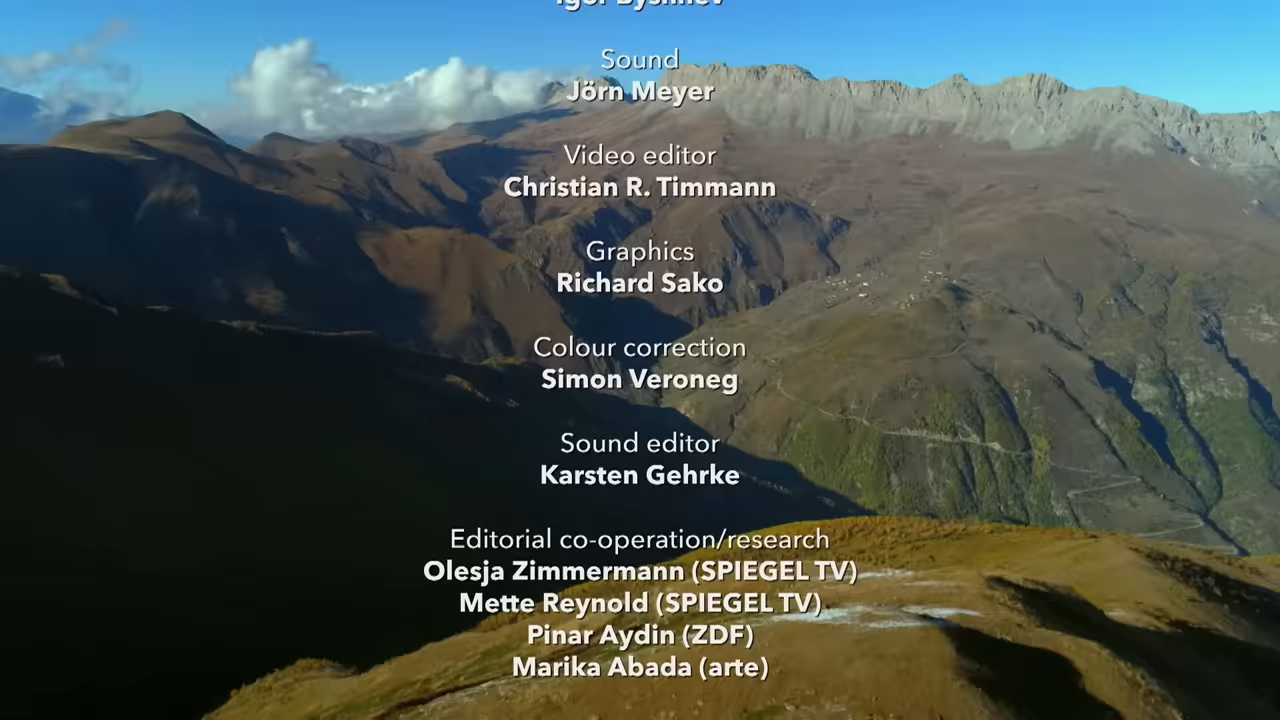 Sound
Jörn Meyer
Video editor
Christian R. Timmann
Graphics
Richard Sako
Colour correction
Simon Veroneg
Sound editor
Karsten Gehrke
Editorial co-operation/research
Olesja Zimmermann (SPIEGEL TV)
Mette Reynold (SPIEGEL TV)
Pinar Aydin (ZDF)
Marika Abada (arte)